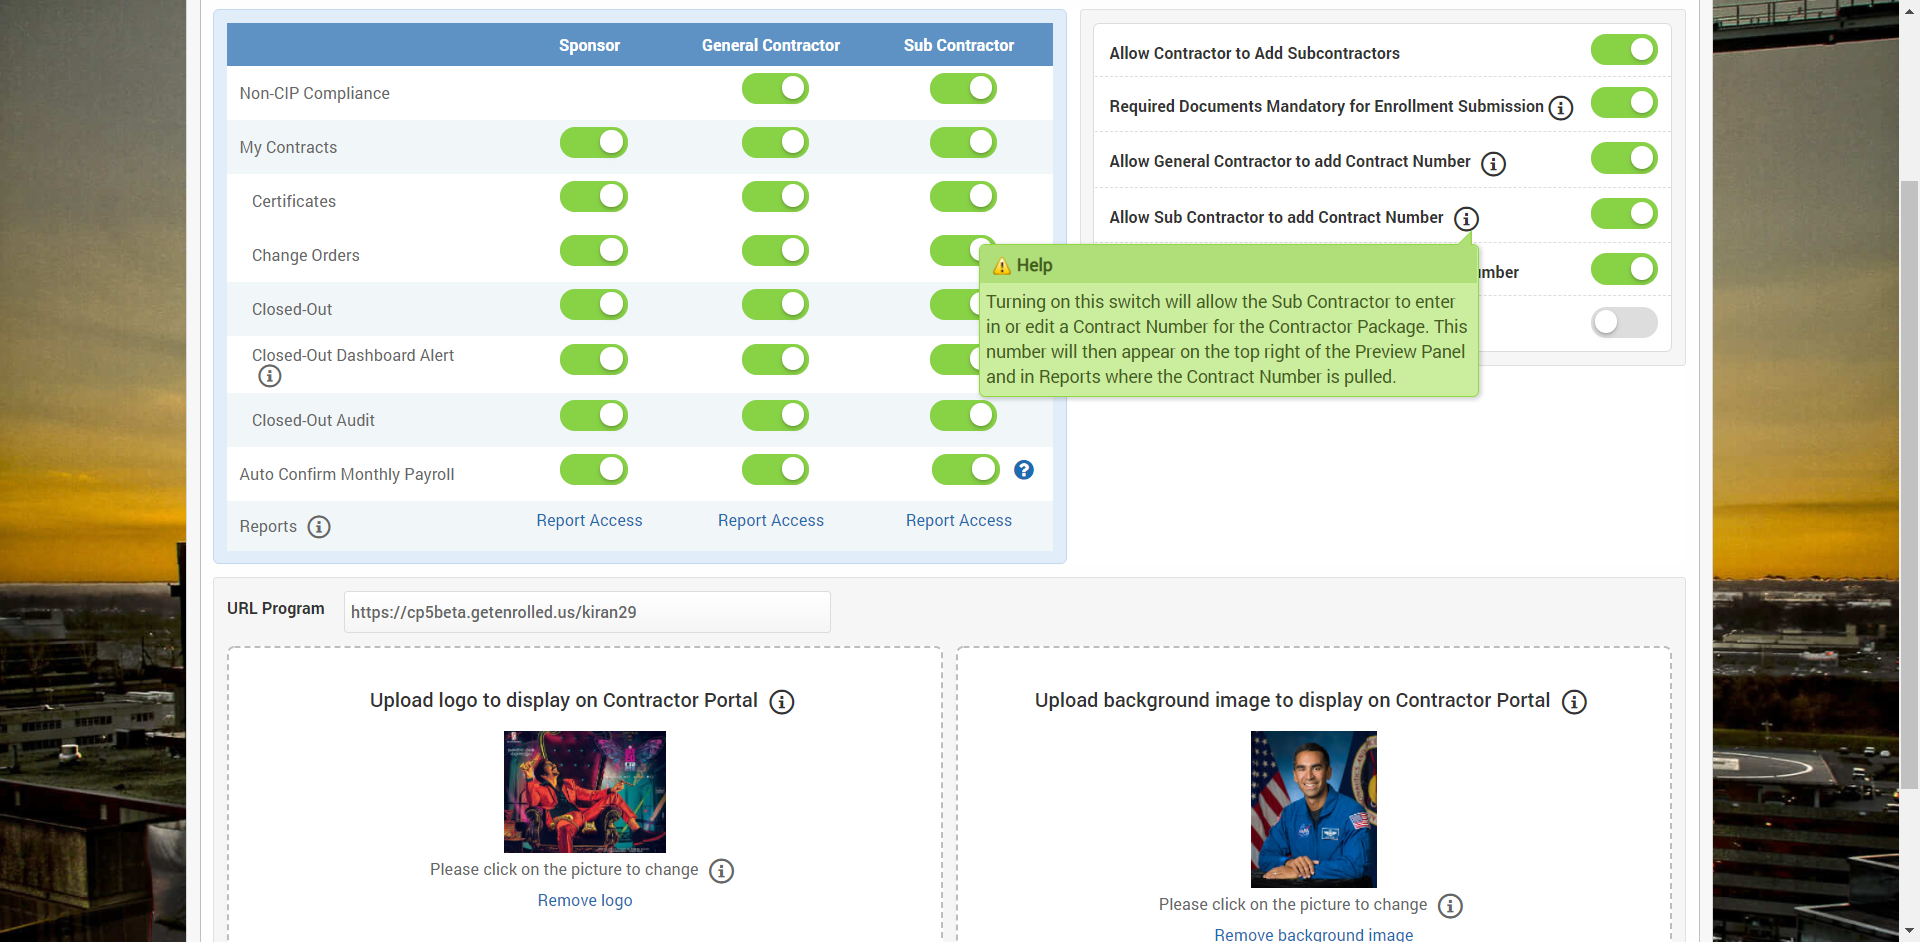 Sponsor General Contractor Sub Contractor
Non-CIP Compliance
My Contracts
Certificates
Change Orders
Closed-Out
Closed-Out Dashboard Alert
Closed-Out Audit
Auto Confirm Monthly Payroll
Reports Report Access Report Access Report Access
Allow Contractor to Add Subcontractors
Required Documents Mandatory for Enrollment Submission
Allow General Contractor to add Contract Number
Allow Sub Contractor to add Contract Number
Help
Turning on this switch will allow the Sub Contractor to enter
in or edit a Contract Number for the Contractor Package. This
number will then appear on the top right of the Preview Panel
and in Reports where the Contract Number is pulled.
URL Program https://cp5beta.getenrolled.us/kiran29
Upload logo to display on Contractor Portal
Please click on the picture to change
Remove logo
Upload background image to display on Contractor Portal
Please click on the picture to change
Remove background image